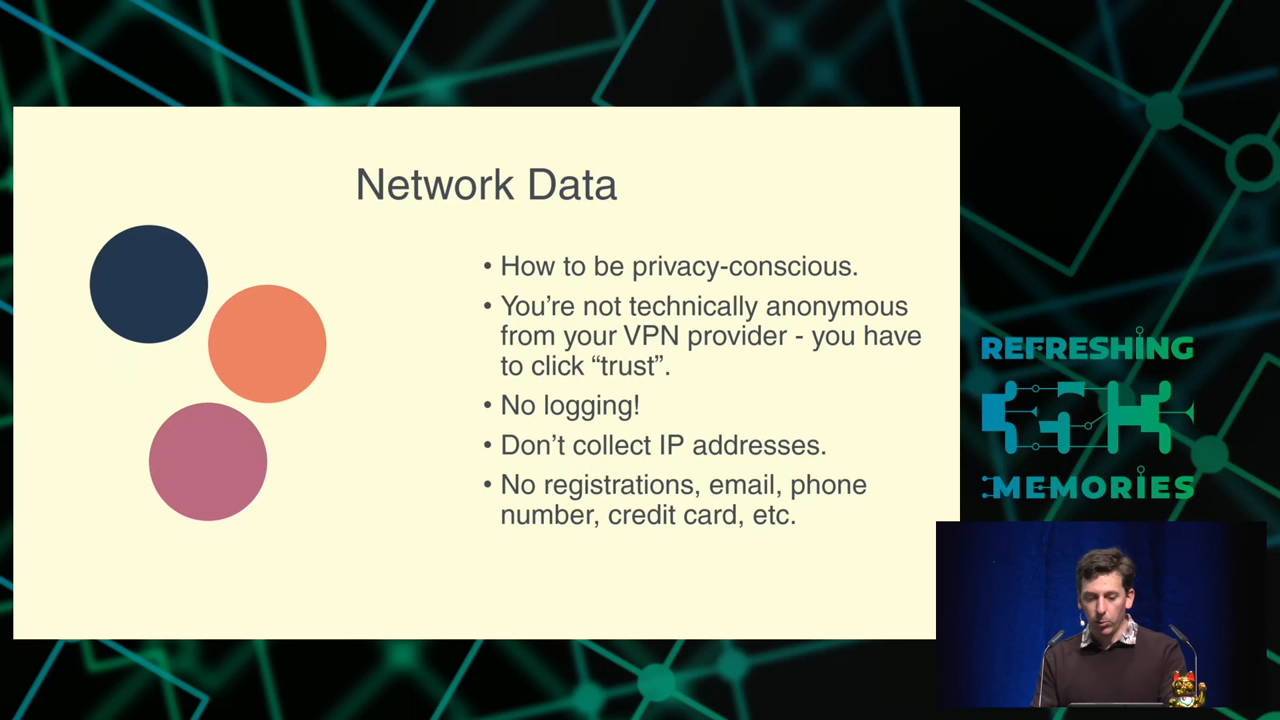 Network Data
• How to be privacy-conscious.
• You’re not technically anonymous
from your VPN provider - you have
to click “trust”.
• No logging!
• Don’t collect IP addresses.
• No registrations, email, phone
number, credit card, etc.
REFRESHING
MEMORIES